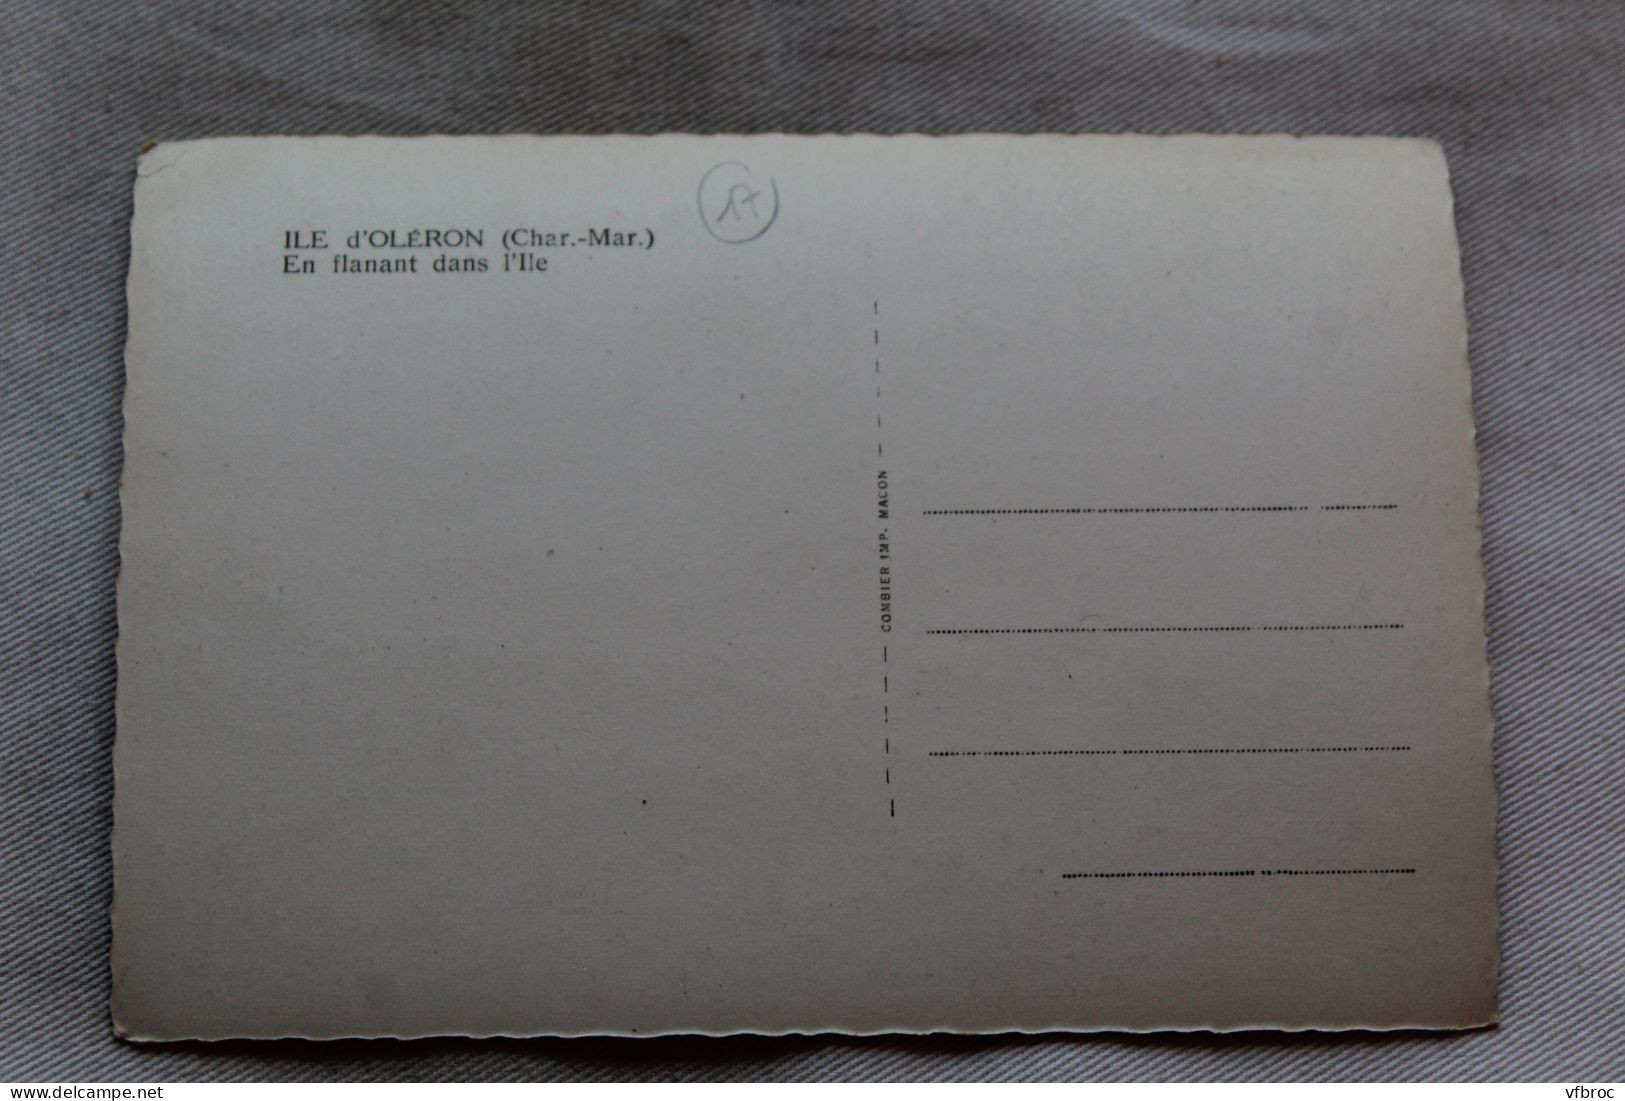 17
ILE d'OLÉRON (Char.-Mar.)
En flanant dans l'Ile
COMBIER IMP. MACON
www.delcampe.net
vfbroc